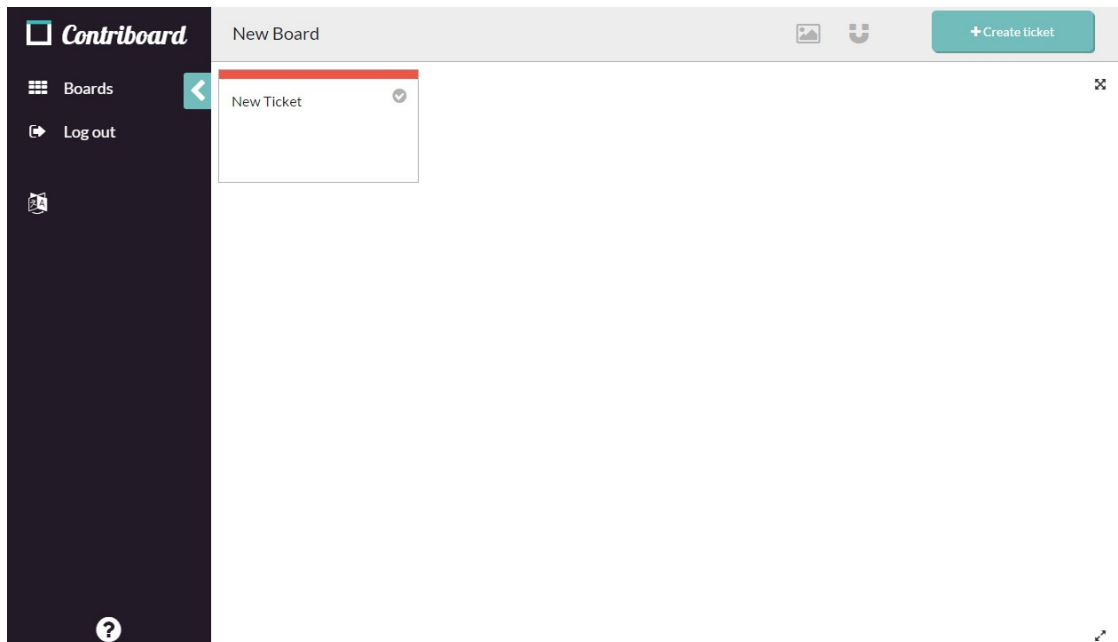 Contriboard
New Board
+Create ticket
Boards
Log out
New Ticket